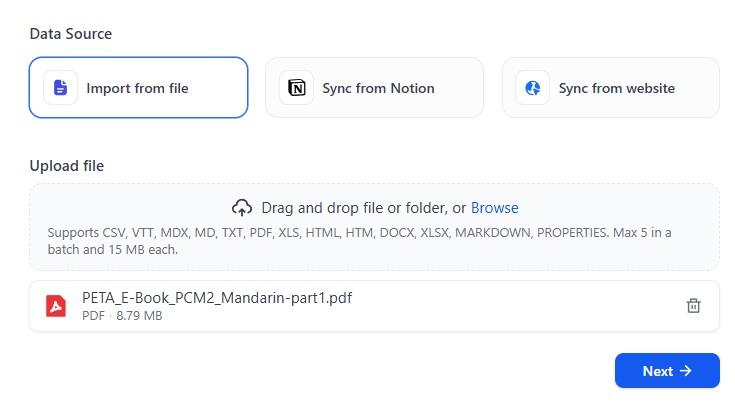 Data Source
Import from file
Sync from Notion
Sync from website
Upload file
Drag and drop file or folder, or Browse
Supports CSV, VTT, MDX, MD, TXT, PDF, XLS, HTML, HTM, DOCX, XLSX, MARKDOWN, PROPERTIES. Max 5 in a
batch and 15 MB each.
PETA_E-Book_PCM2_Mandarin-part1.pdf
PDF · 8.79 MB
Next →